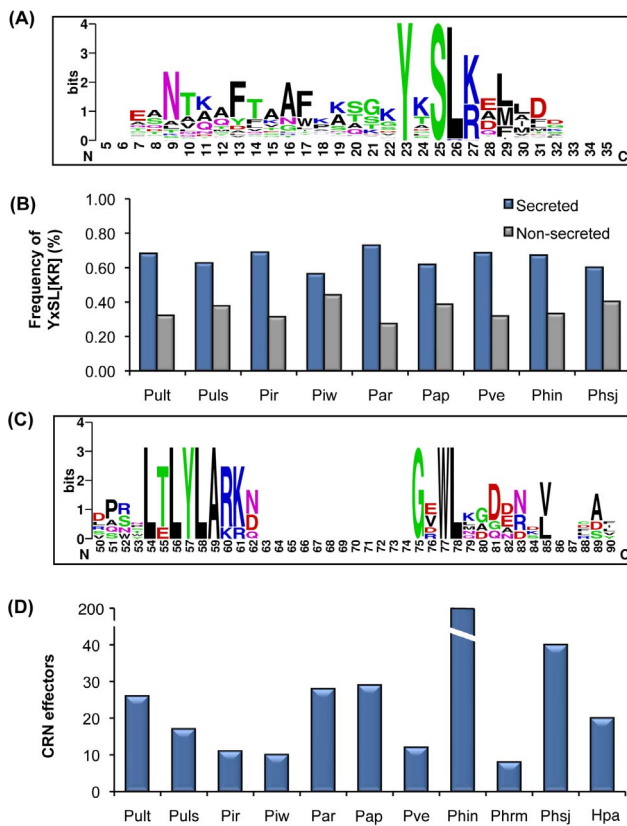 (A)
bits
4
3
2
1
0
N 5 6 7 8 9 10 11 12 13 14 15 16 17 18 19 20 21 22 23 24 25 26 27 28 29 30 31 32 33 34 35 C
(B)
Frequency of YxSL[KR] (%)
1.00
0.80
0.60
0.40
0.20
0.00
Secreted
Non-secreted
Pult Puls Pir Piw Par Pap Pve Phin Phsj
(C)
bits
4
3
2
1
0
N 50 51 52 53 54 55 56 57 58 59 60 61 62 63 64 65 66 67 68 69 70 71 72 73 74 75 76 77 78 79 80 81 82 83 84 85 86 87 88 89 90 C
(D)
CRN effectors
200
40
30
20
10
0
Pult Puls Pir Piw Par Pap Pve Phin Phrm Phsj Hpa